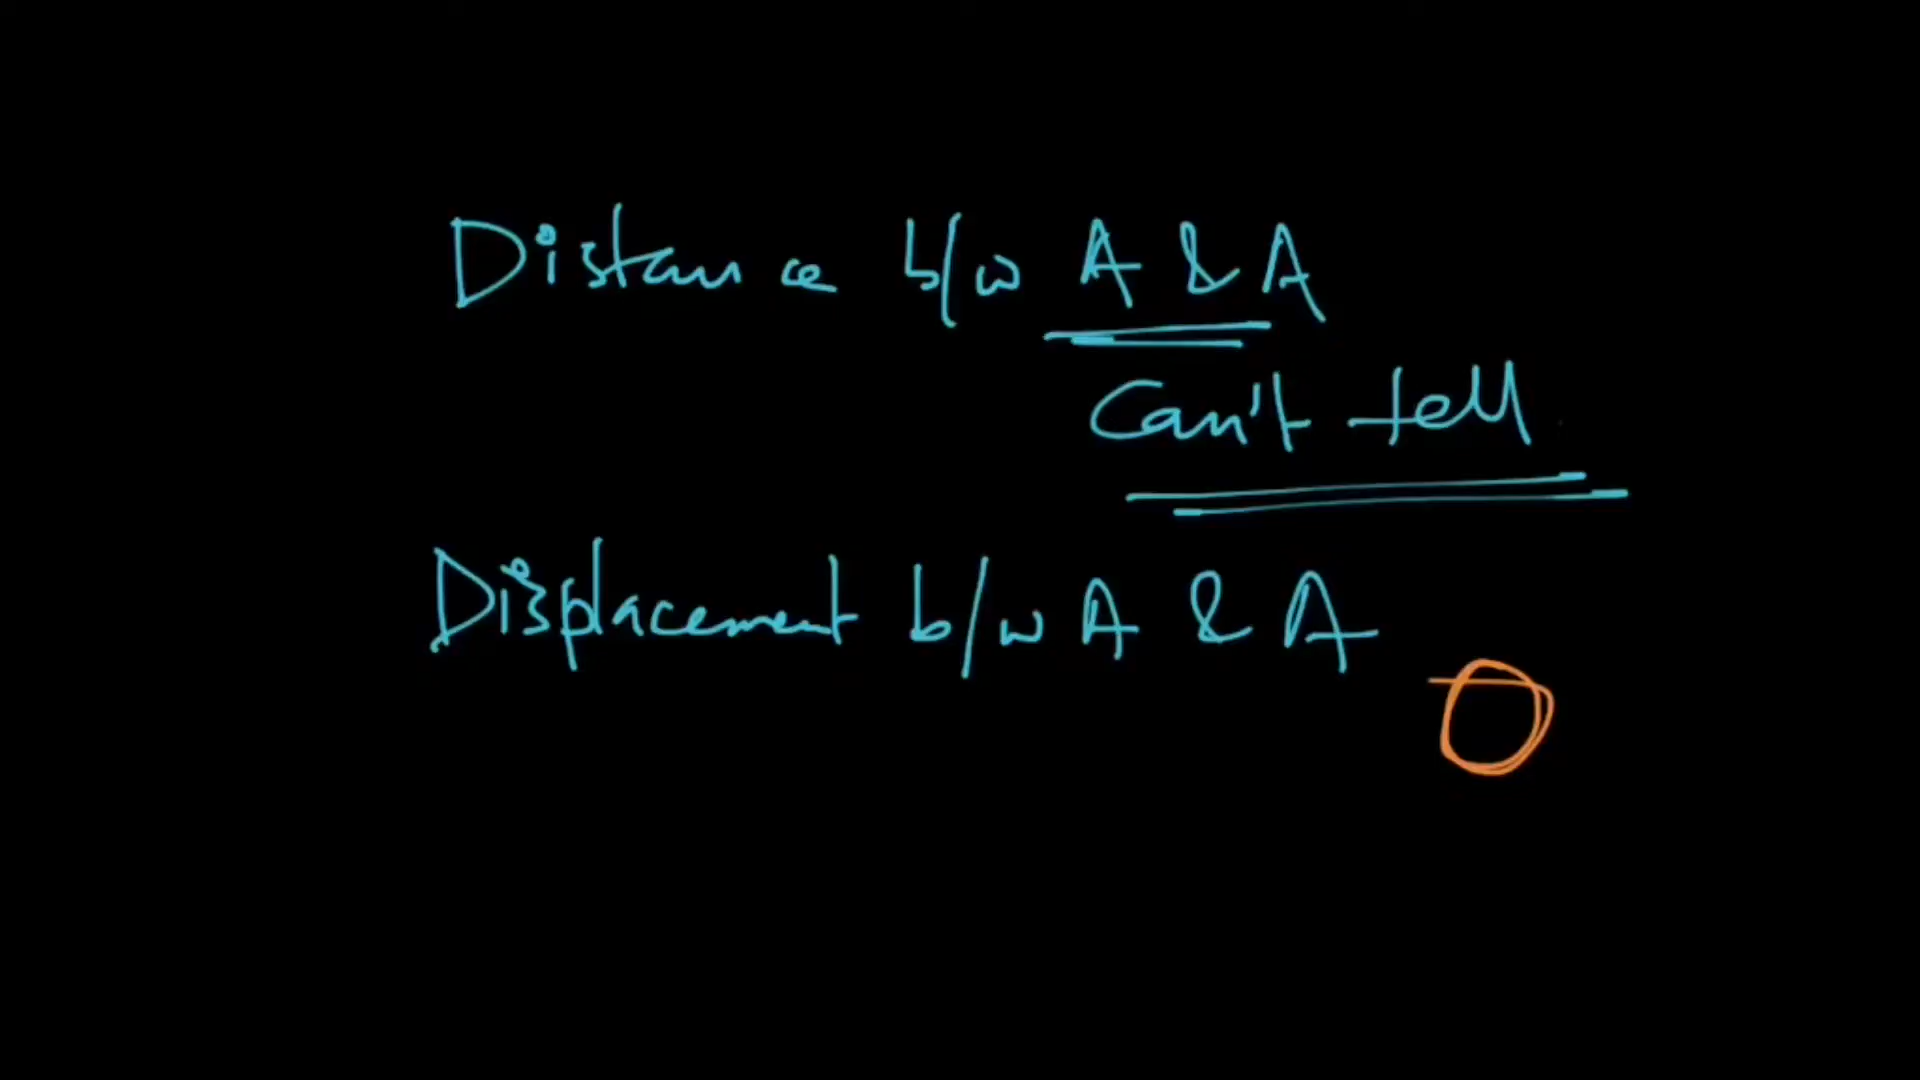 Distance b/w A & A
Can't tell
Displacement b/w A & A
0